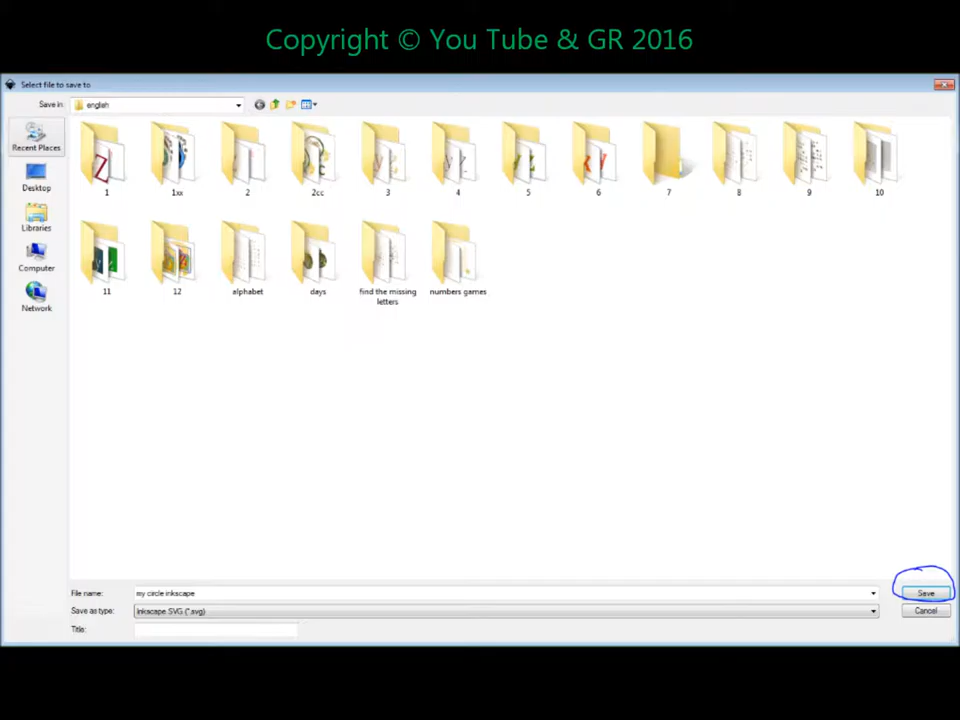 Copyright © You Tube & GR 2016
Select file to save to
Save in: english
Recent Places
Desktop
Libraries
Computer
Network
1 1xx 2 2cc 3 4 5 6 7 8 9 10
11 12 alphabet days find the missing letters numbers games
File name: my circle inkscape Save
Save as type: Inkscape SVG (*.svg) Cancel
Title: